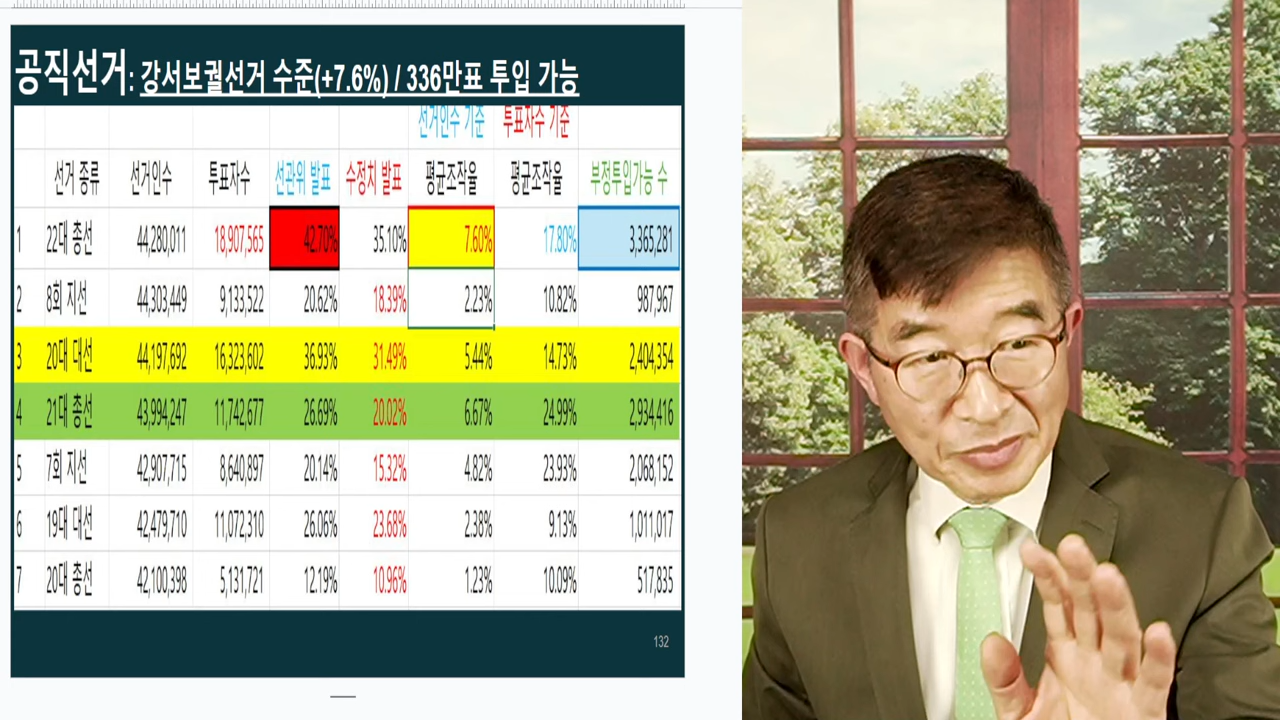 공직선거: 강서보궐선거 수준(+7.6%) / 336만표 투입 가능
선거인수 기준 투표자수 기준
선거 종류 선거인수 투표자수 선관위 발표 수정치 발표 평균조작율 평균조작율 부정투입가능 수
1 22대 총선 44,280,011 18,907,565 42.70% 35.10% 7.60% 17.80% 3,365,281
2 8회 지선 44,303,449 9,133,522 20.62% 18.39% 2.23% 10.82% 987,967
3 20대 대선 44,197,692 16,323,602 36.93% 31.49% 5.44% 14.73% 2,404,354
4 21대 총선 43,994,247 11,742,677 26.69% 20.02% 6.67% 24.99% 2,934,416
5 7회 지선 42,907,715 8,640,897 20.14% 15.32% 4.82% 23.93% 2,068,152
6 19대 대선 42,479,710 11,072,310 26.06% 23.68% 2.38% 9.13% 1,011,017
7 20대 총선 42,100,398 5,131,721 12.19% 10.96% 1.23% 10.09% 517,835
132